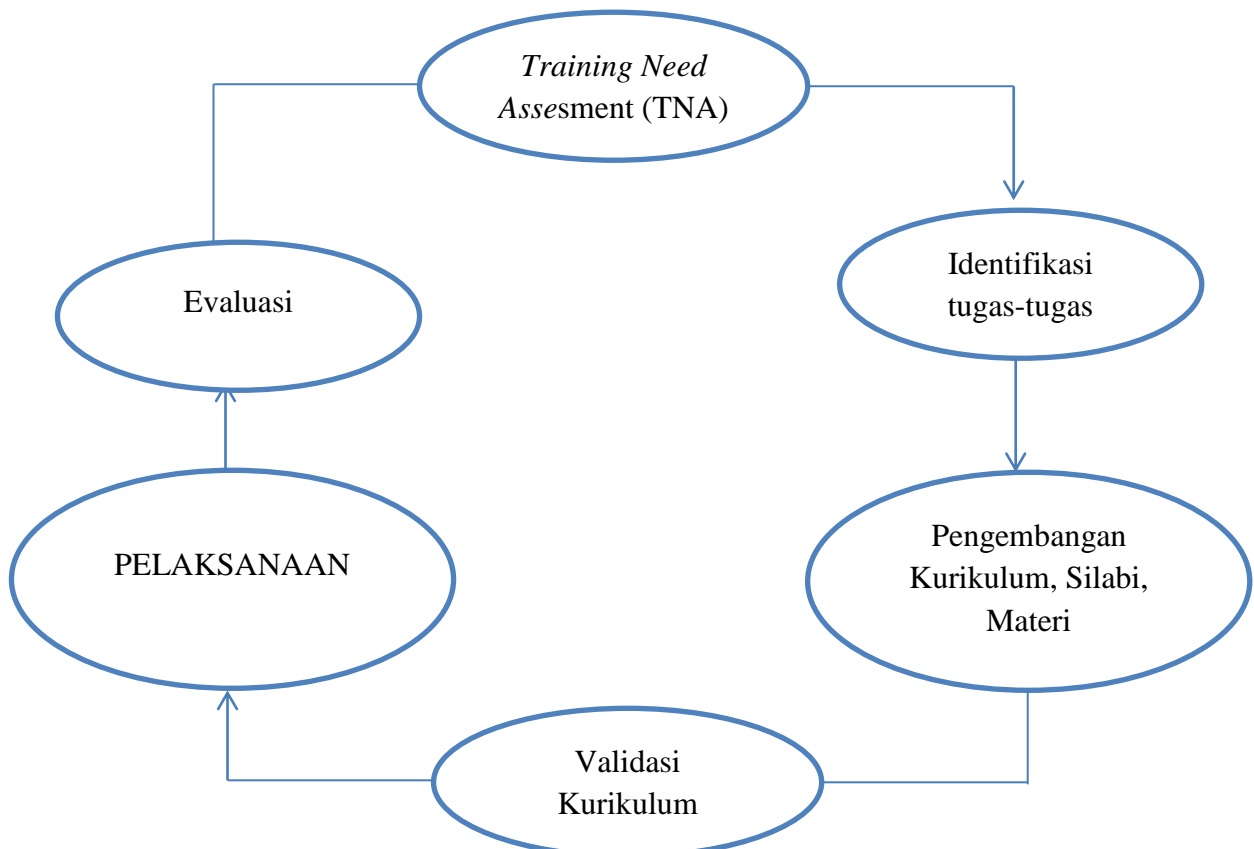 Training Need
Assesment (TNA)
Identifikasi
tugas-tugas
Pengembangan
Kurikulum, Silabi,
Materi
Validasi
Kurikulum
PELAKSANAAN
Evaluasi